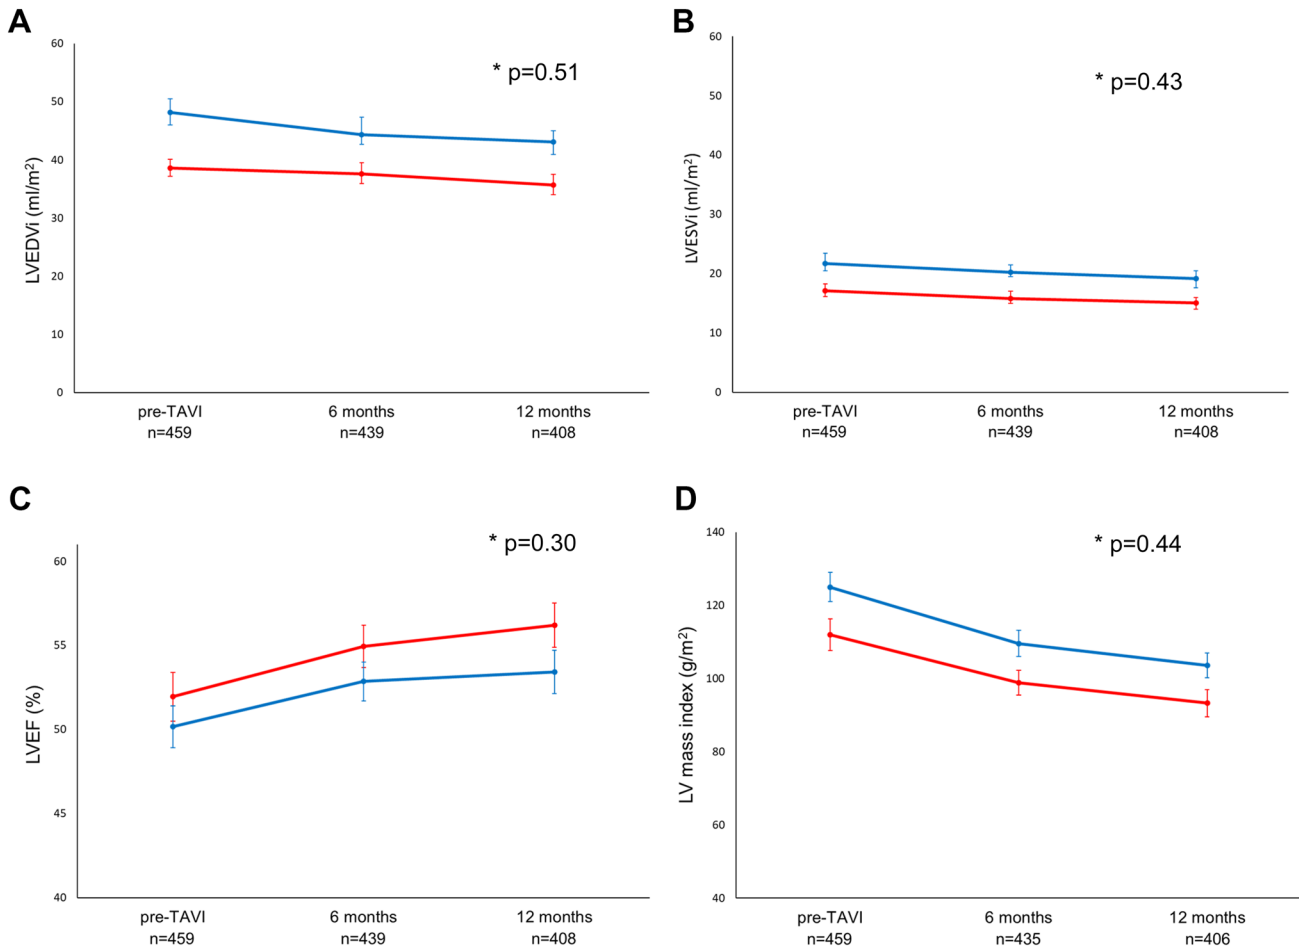 A
LVEDVi (ml/m²)
60
50
40
30
20
10
0
* p=0.51
pre-TAVI 6 months 12 months
n=459 n=439 n=408
B
LVESVi (ml/m²)
60
50
40
30
20
10
0
* p=0.43
pre-TAVI 6 months 12 months
n=459 n=439 n=408
C
LVEF (%)
60
55
50
45
40
* p=0.30
pre-TAVI 6 months 12 months
n=459 n=439 n=408
D
LV mass index (g/m²)
140
120
100
80
60
40
* p=0.44
pre-TAVI 6 months 12 months
n=459 n=435 n=406